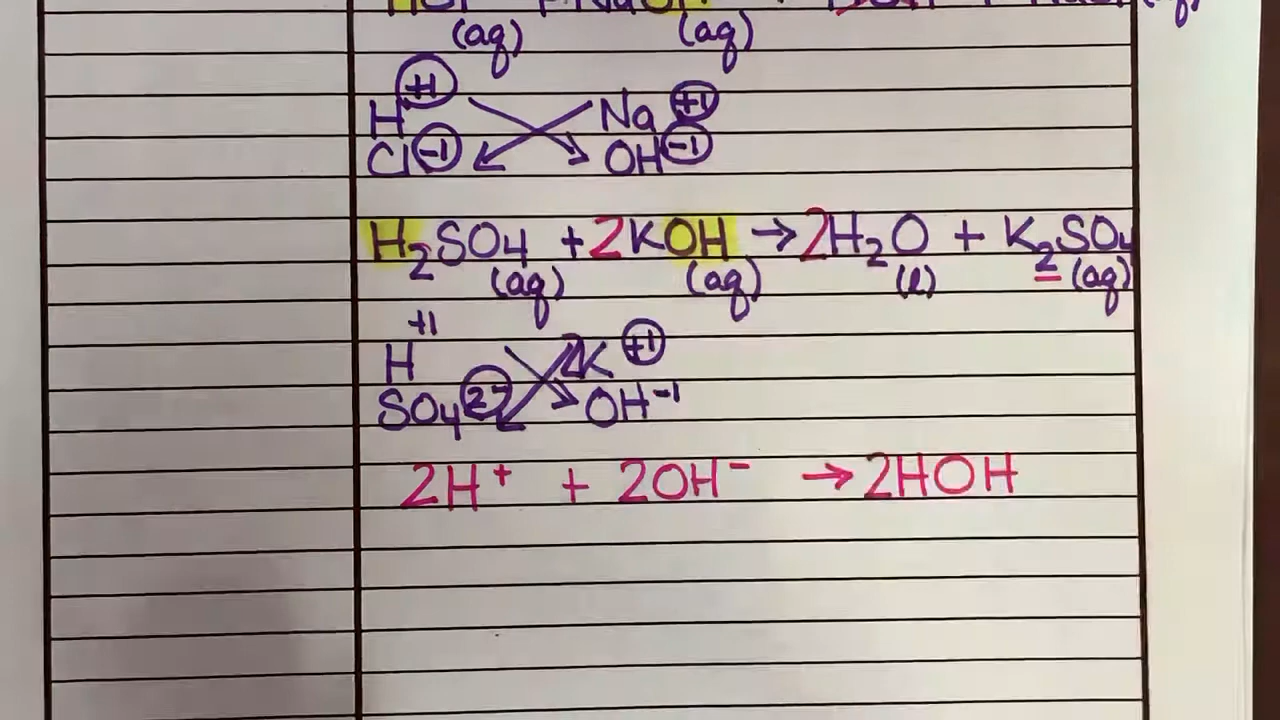 (aq) (aq)
H+1 Na+1
Cl-1 OH-1
H2SO4 + 2KOH → 2H2O + K2SO4
(aq) (aq) (l) (aq)
H+1 K+1
SO4 2- OH-1
2H+ + 2OH- → 2HOH